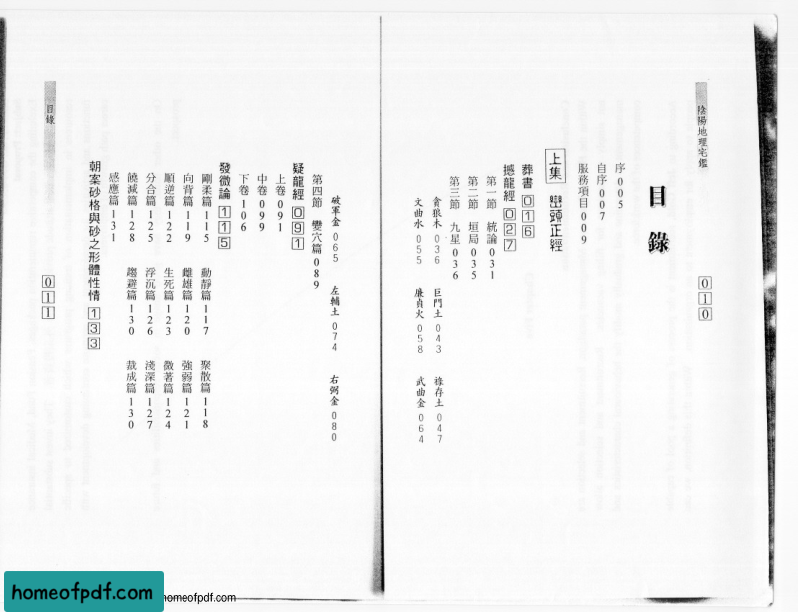 陰陽地理宅鑑
010
目錄
序005
自序007
服務項目009
上集 巒頭正經
葬書016
撼龍經027
第一節 統論031
第二節 垣局035
第三節 九星036
貪狼木036 巨門土043 祿存土047
文曲水055 廉貞火058 武曲金064
破軍金065 左輔土074 右弼金080
第四節 變穴篇089
疑龍經091
上卷091
中卷099
下卷106
發微論115
剛柔篇115 動靜篇117 聚散篇118
向背篇119 雌雄篇120 強弱篇121
順逆篇122 生死篇123 微著篇124
分合篇125 浮沉篇126 淺深篇127
饒減篇128 趨避篇130 裁成篇130
感應篇131
朝案砂格與砂之形體性情133
目錄
011
homeofpdf.com
homeofpdf.com